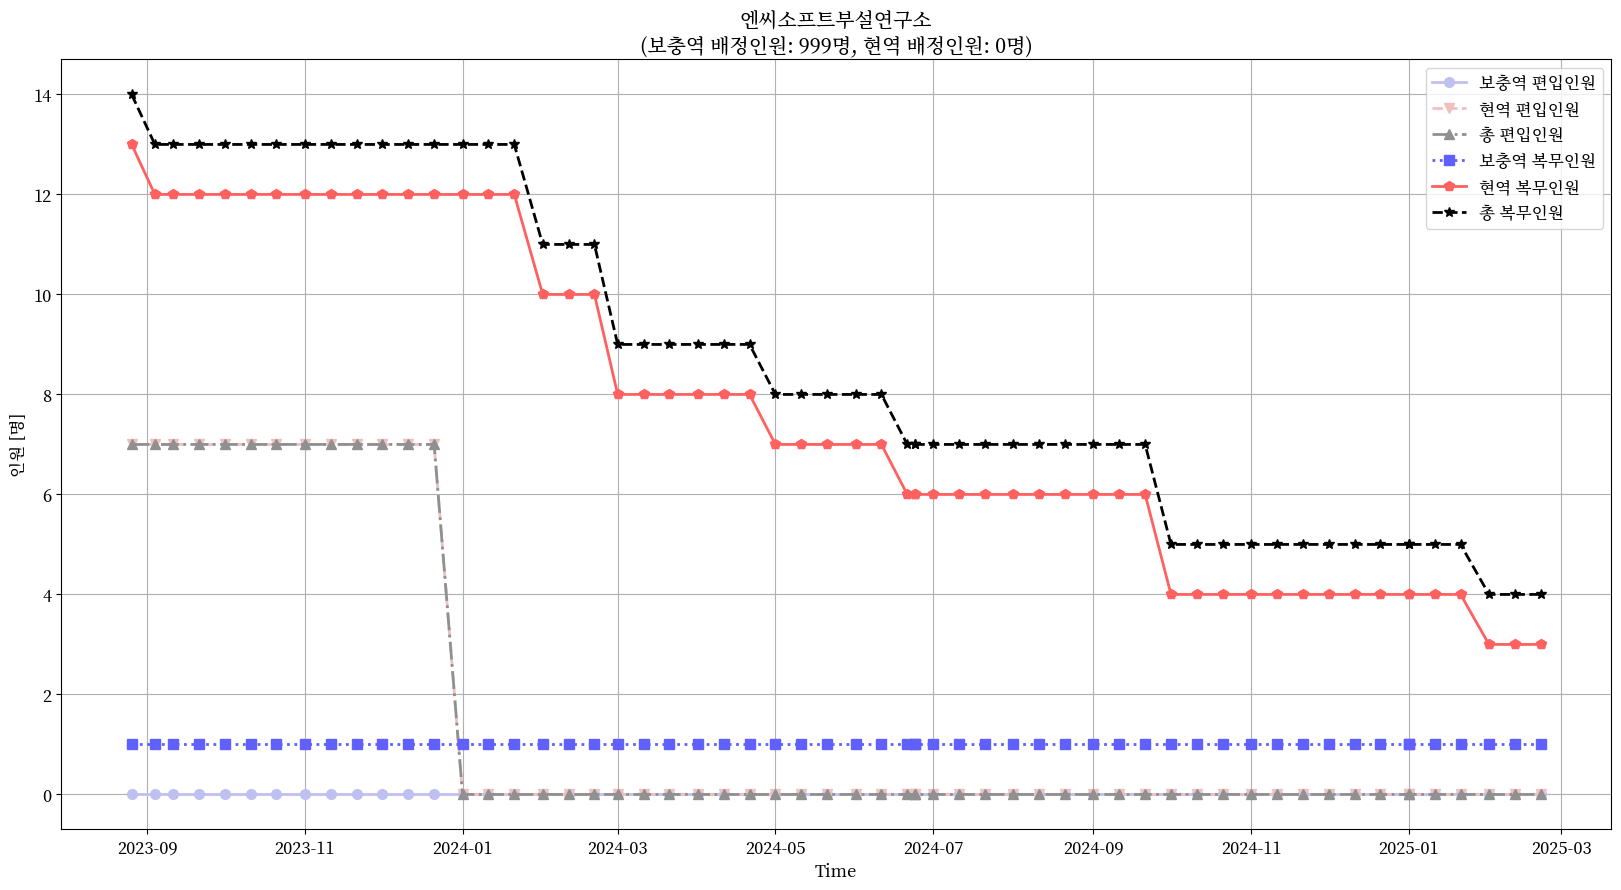 엔씨소프트부설연구소
(보충역 배정인원: 999명, 현역 배정인원: 0명)
보충역 편입인원
현역 편입인원
총 편입인원
보충역 복무인원
현역 복무인원
총 복무인원
인원 [명]
14
12
10
8
6
4
2
0
2023-09
2023-11
2024-01
2024-03
2024-05
2024-07
2024-09
2024-11
2025-01
2025-03
Time